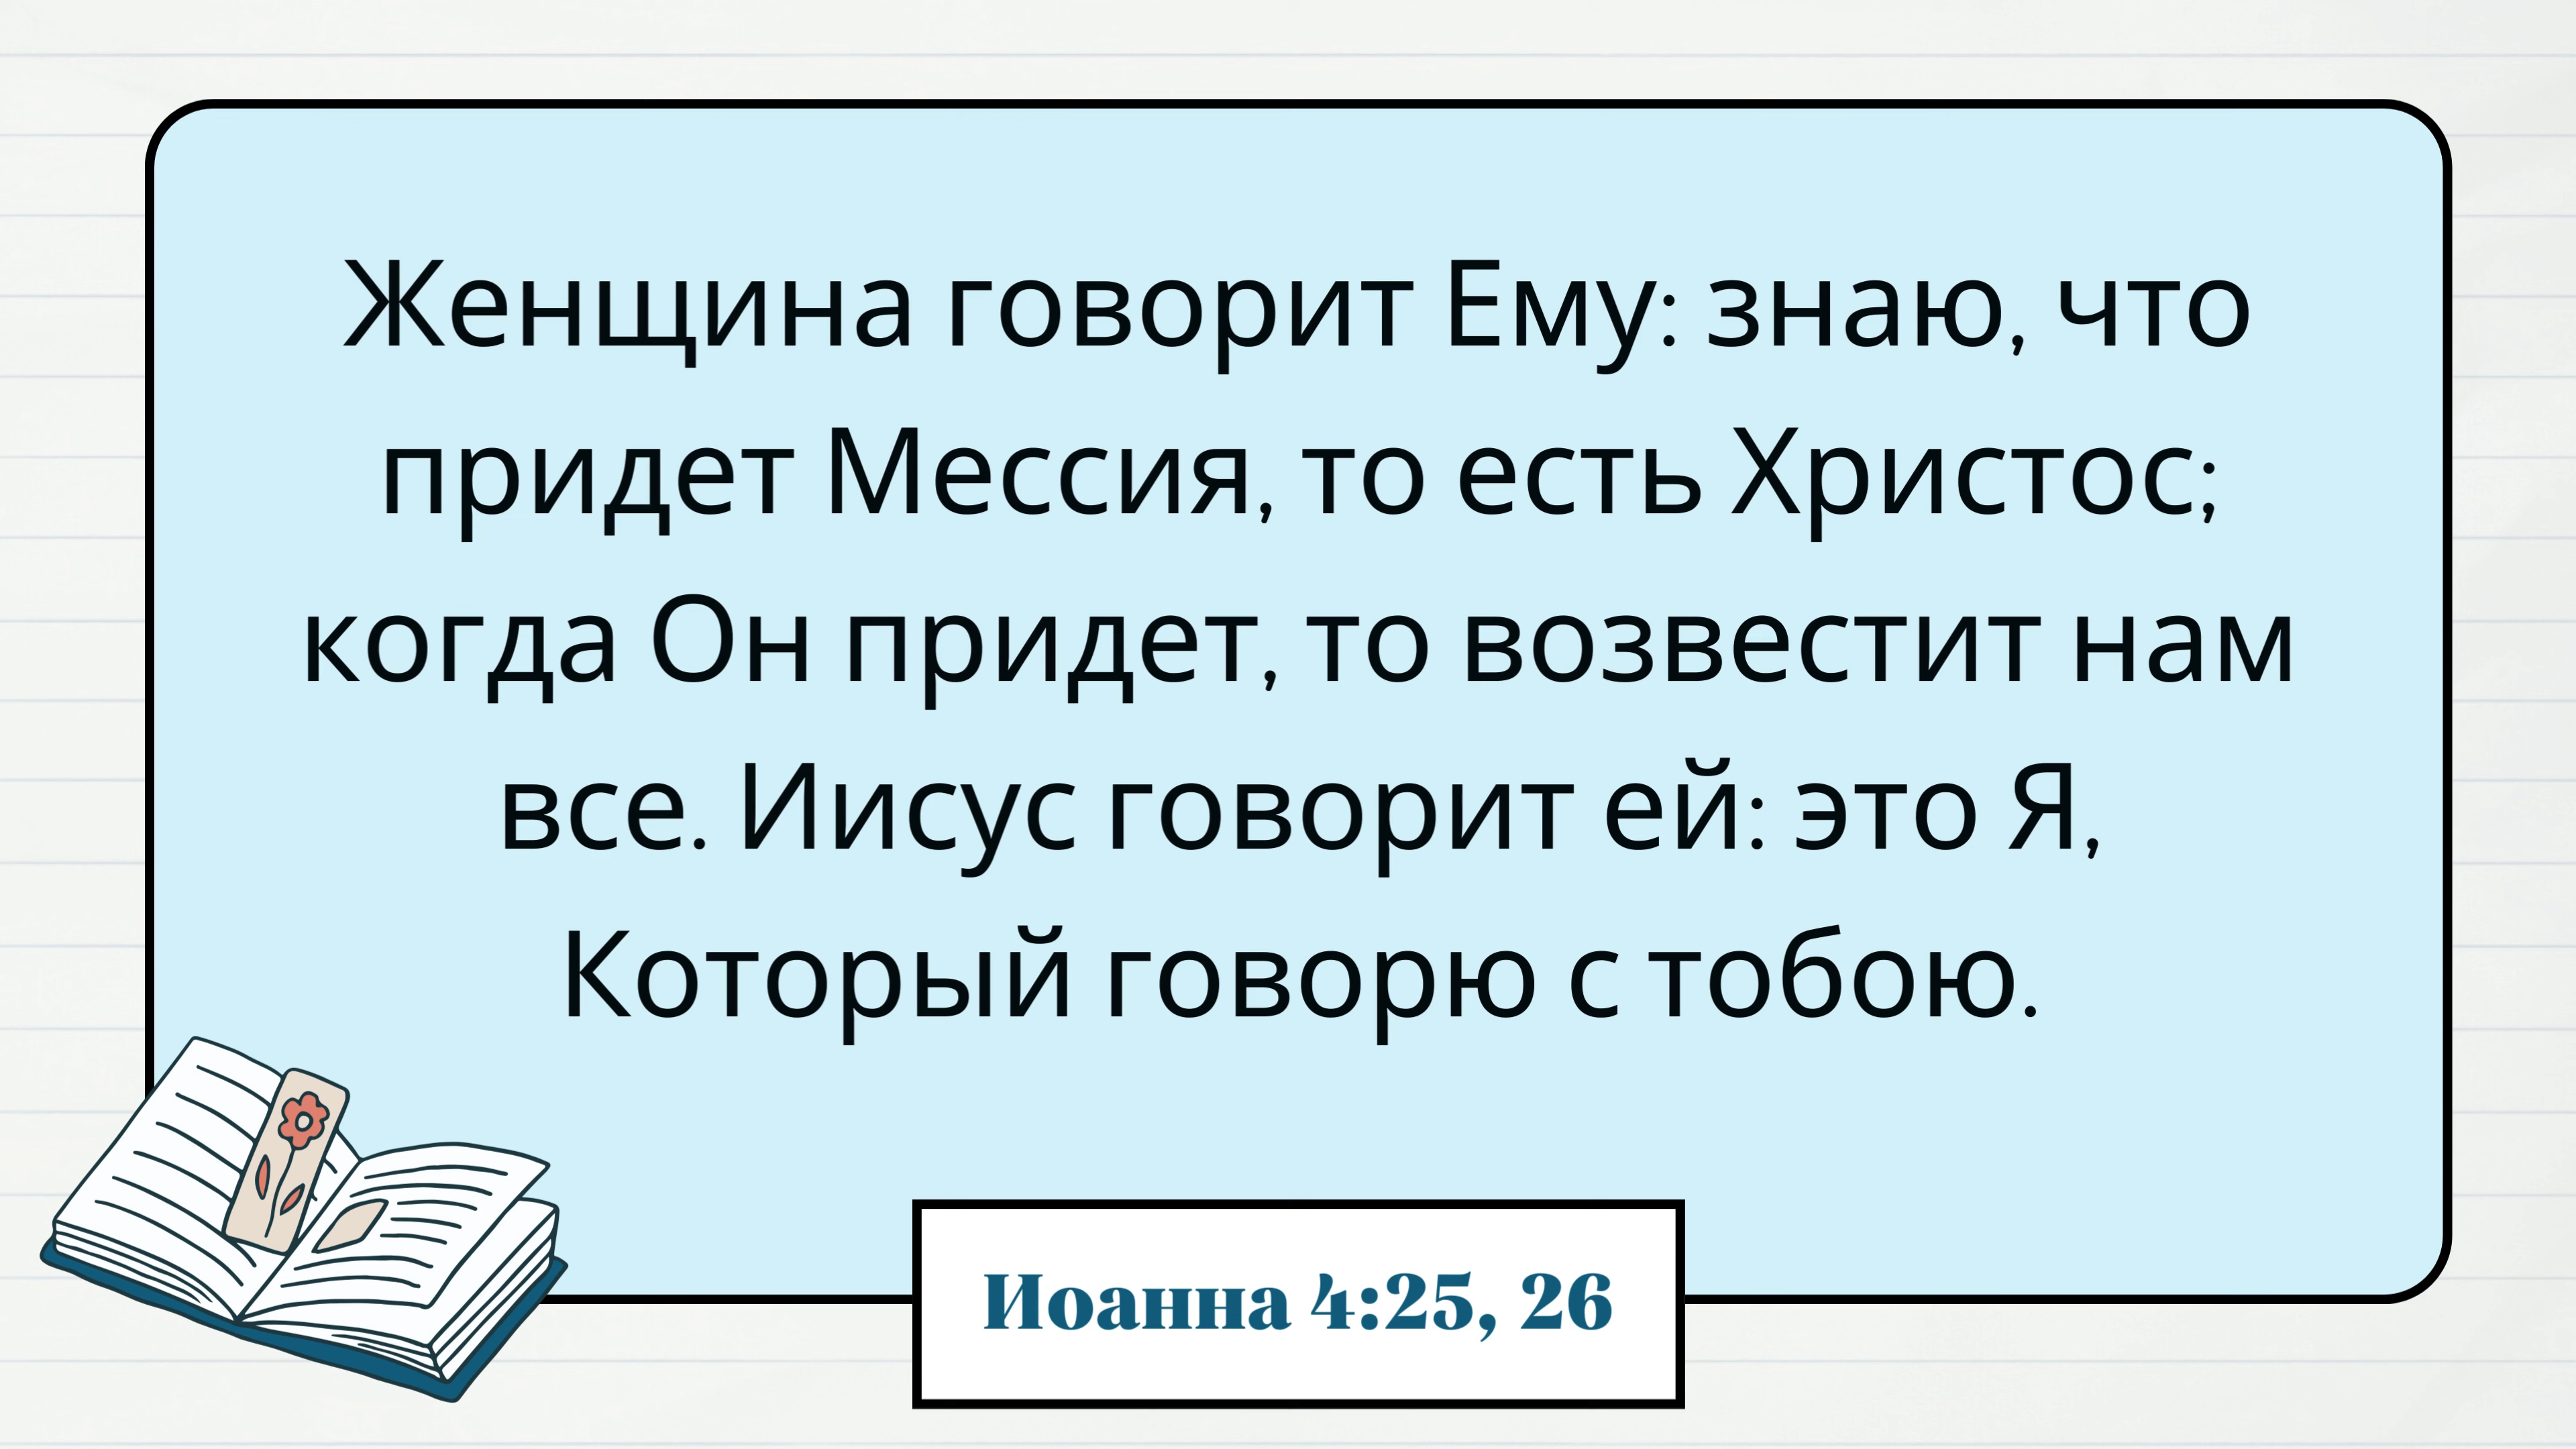 Женщина говорит Ему: знаю, что
придет Мессия, то есть Христос;
когда Он придет, то возвестит нам
все. Иисус говорит ей: это Я,
Который говорю с тобою.
Иоанна 4:25, 26